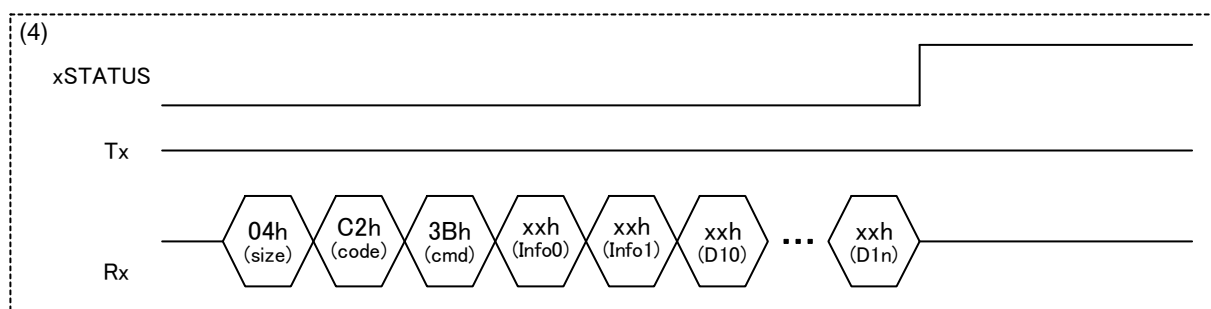 (4)
xSTATUS
Tx
Rx
04h
(size)
C2h
(code)
3Bh
(cmd)
xxh
(Info0)
xxh
(Info1)
xxh
(D10)
...
xxh
(D1n)